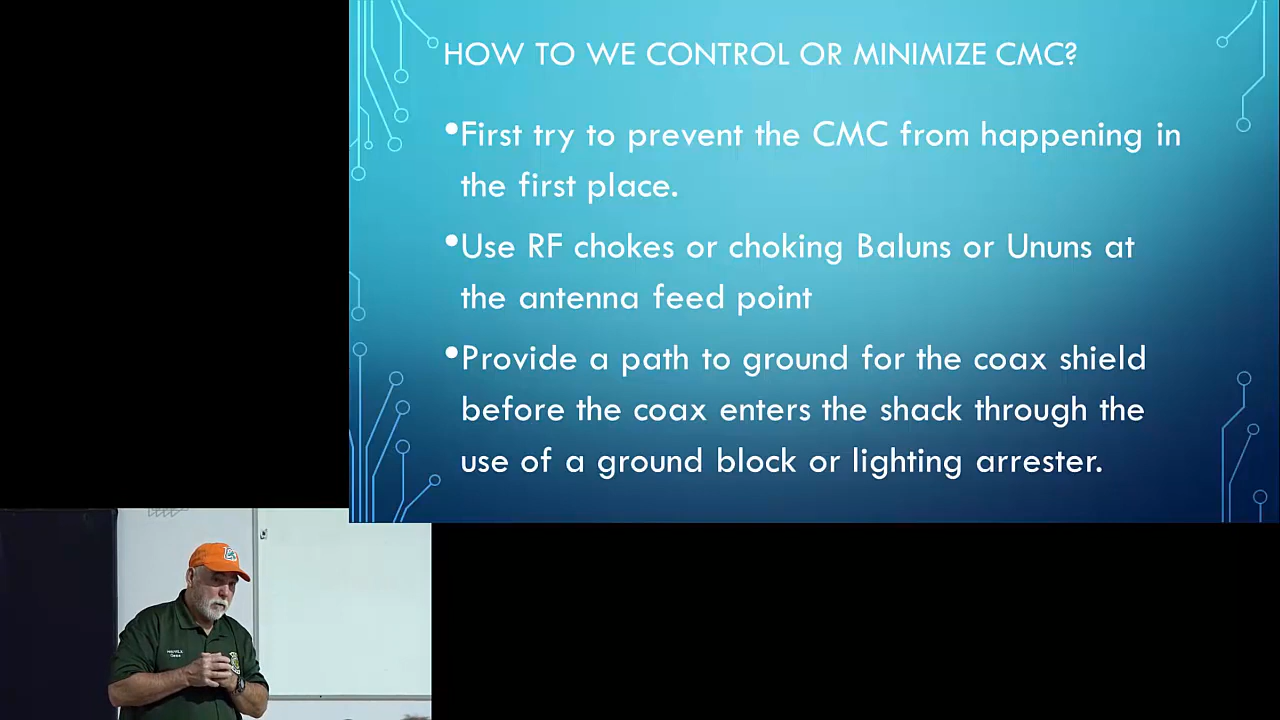 HOW TO WE CONTROL OR MINIMIZE CMC?
•First try to prevent the CMC from happening in
the first place.
•Use RF chokes or choking Baluns or Ununs at
the antenna feed point
•Provide a path to ground for the coax shield
before the coax enters the shack through the
use of a ground block or lighting arrester.